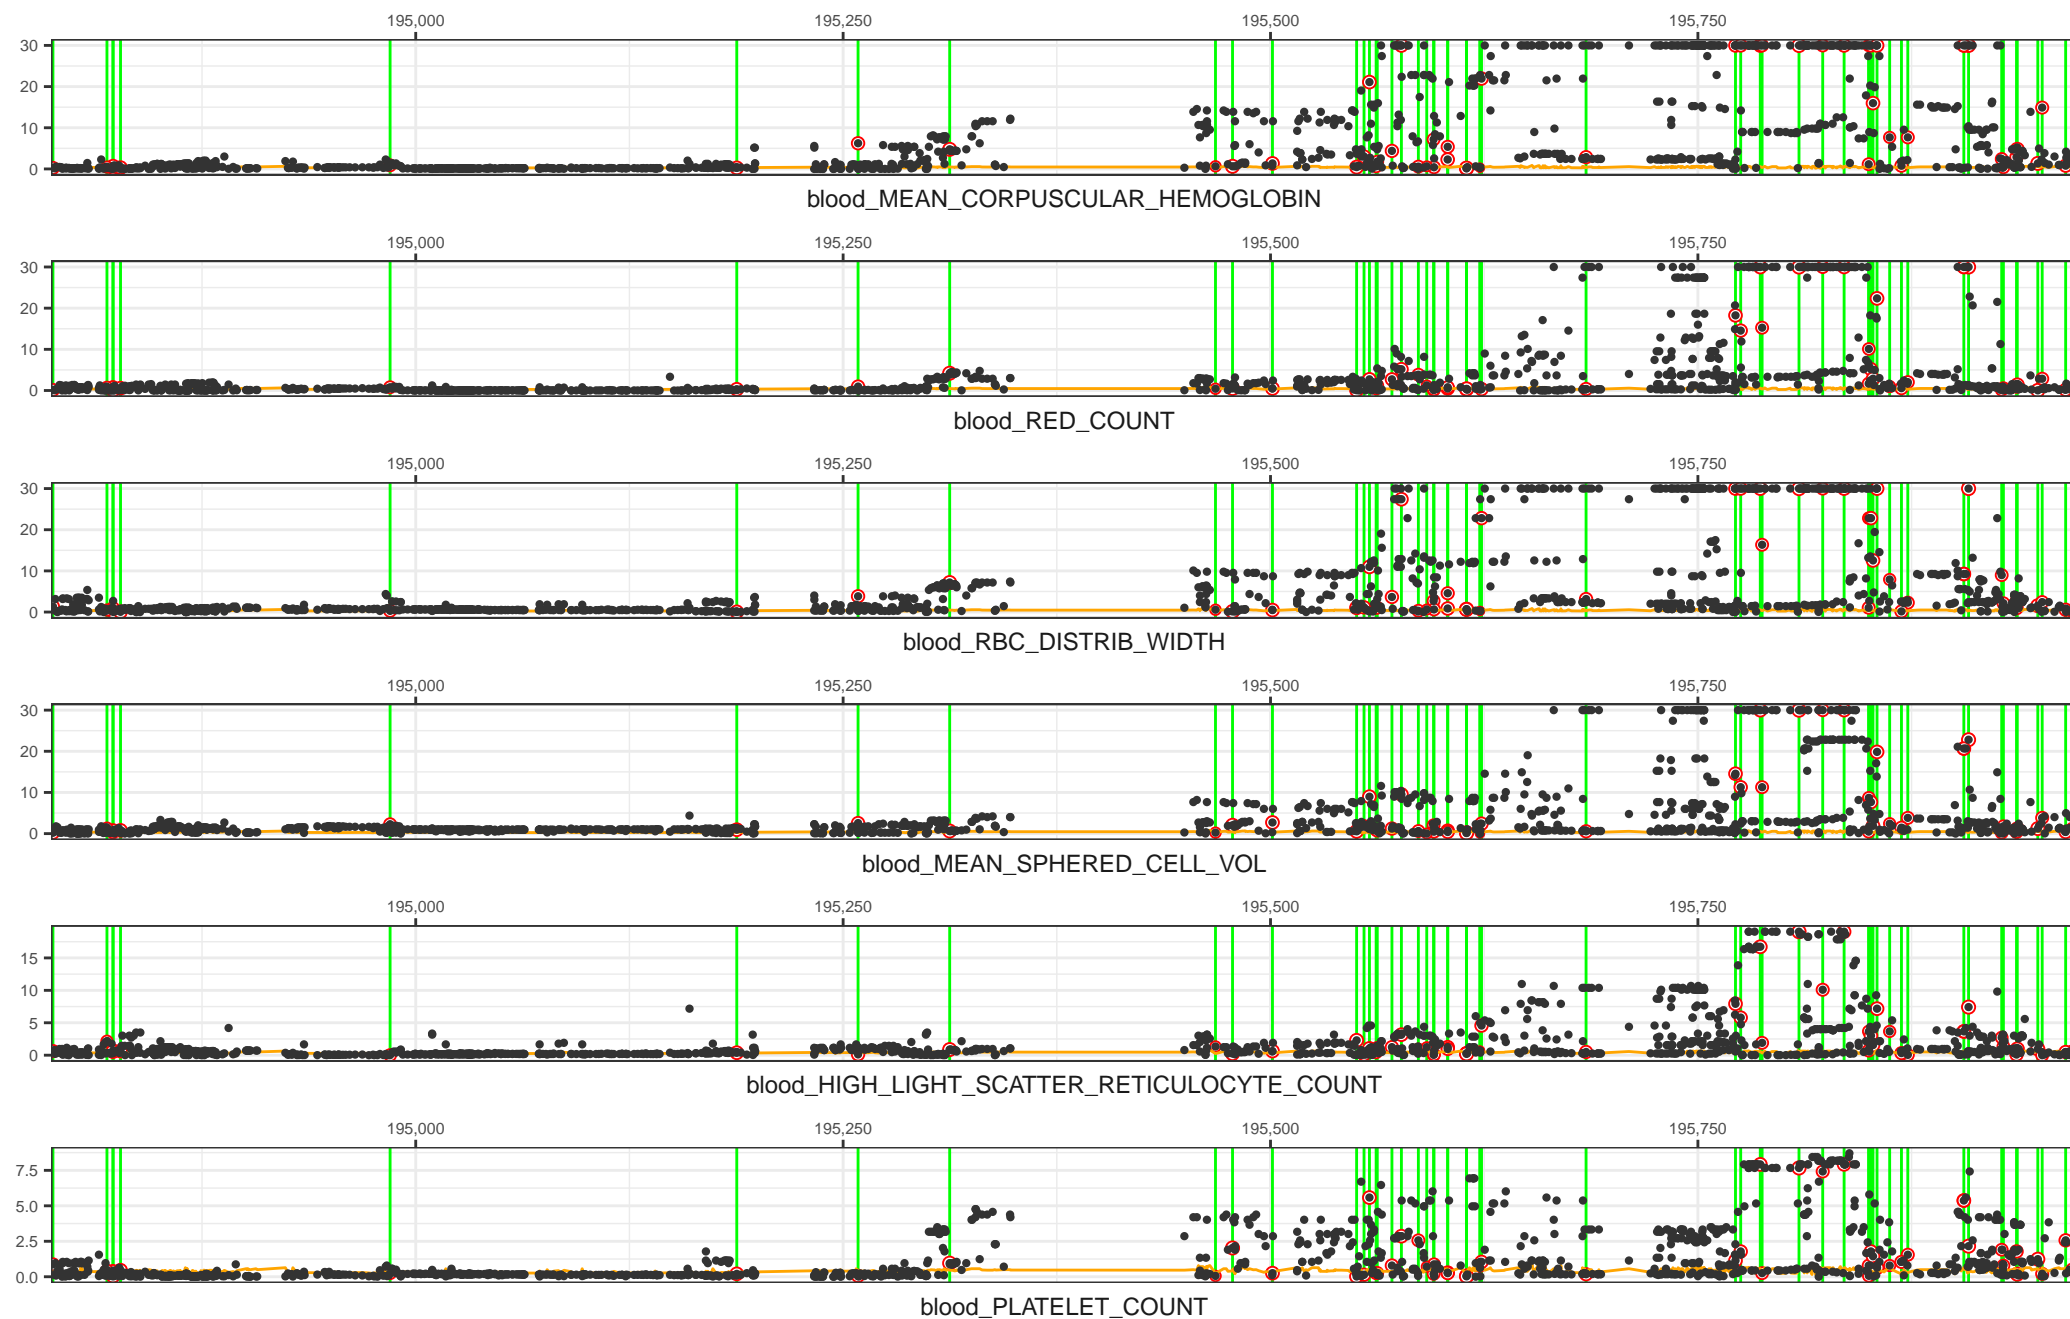 195,000 195,250 195,500 195,750
30
20
10
0
blood_MEAN_CORPUSCULAR_HEMOGLOBIN
195,000 195,250 195,500 195,750
30
20
10
0
blood_RED_COUNT
195,000 195,250 195,500 195,750
30
20
10
0
blood_RBC_DISTRIB_WIDTH
195,000 195,250 195,500 195,750
30
20
10
0
blood_MEAN_SPHERED_CELL_VOL
195,000 195,250 195,500 195,750
15
10
5
0
blood_HIGH_LIGHT_SCATTER_RETICULOCYTE_COUNT
195,000 195,250 195,500 195,750
7.5
5.0
2.5
0.0
blood_PLATELET_COUNT